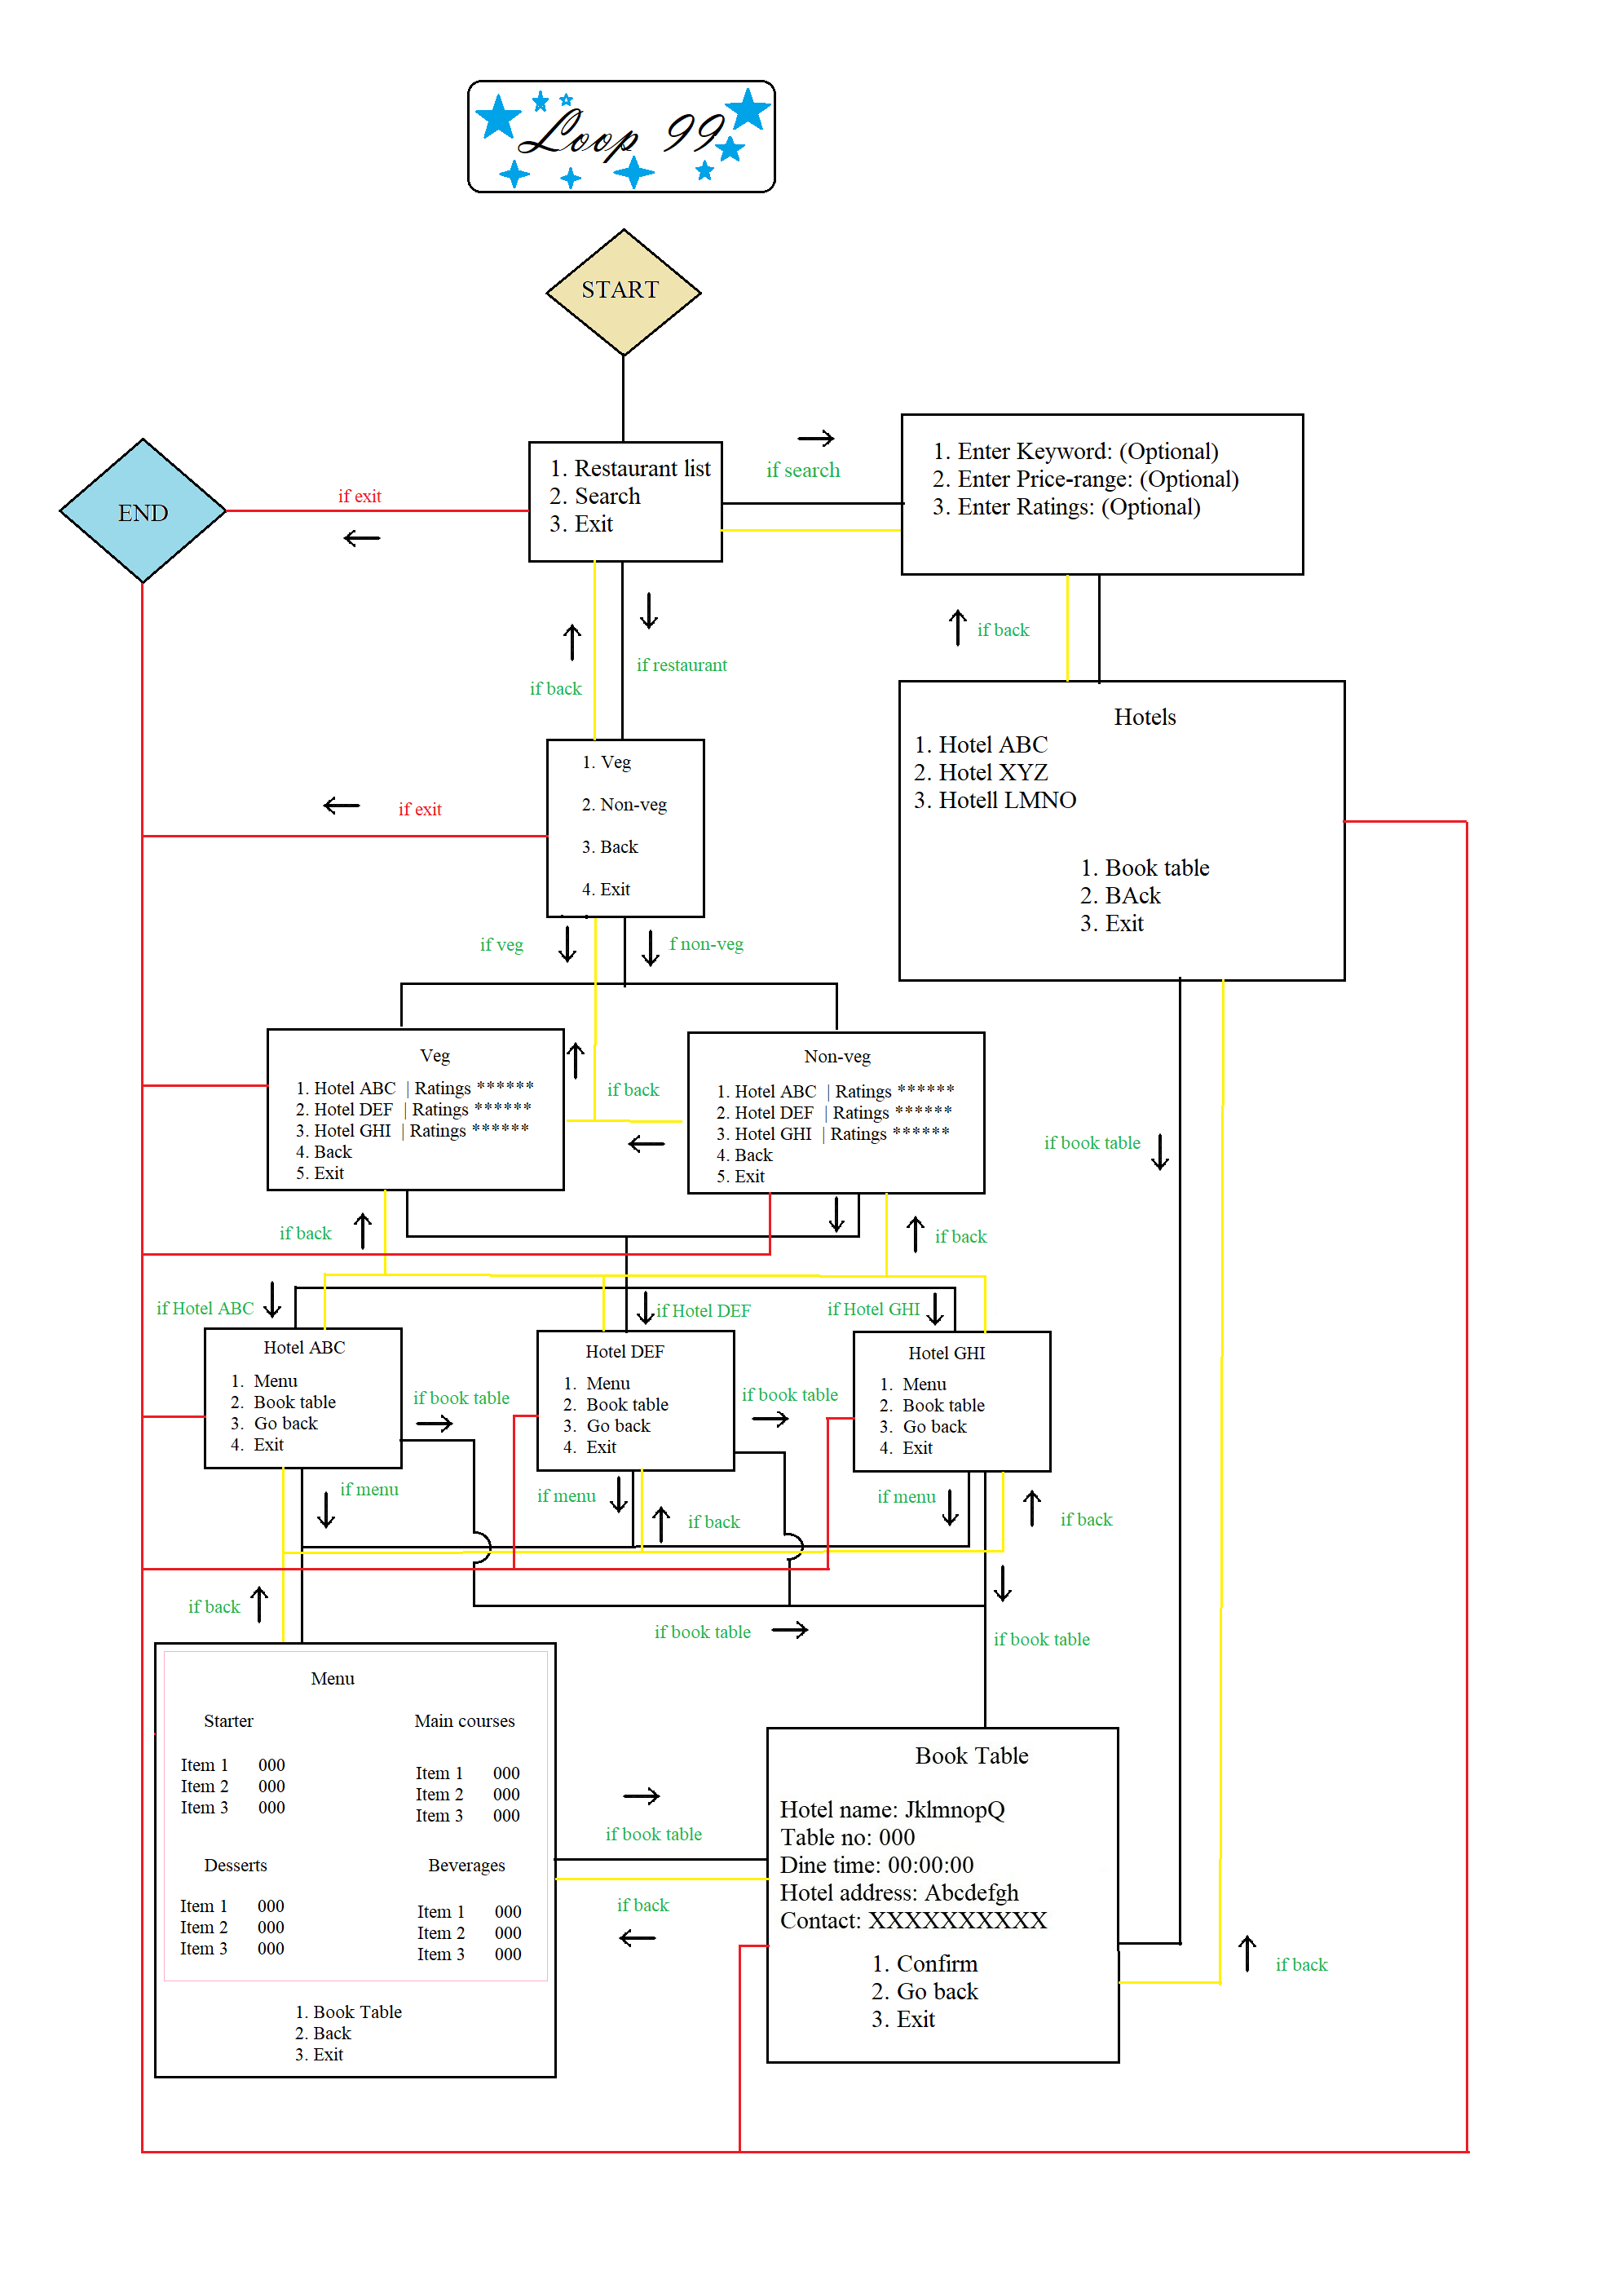 Loop 99
START
1. Restaurant list
2. Search
3. Exit
if search
1. Enter Keyword: (Optional)
2. Enter Price-range: (Optional)
3. Enter Ratings: (Optional)
END
if exit
if back
if restaurant
if back
Hotels
1. Hotel ABC
2. Hotel XYZ
3. Hotell LMNO
1. Book table
2. BAck
3. Exit
1. Veg
2. Non-veg
3. Back
4. Exit
if exit
if veg
f non-veg
Veg
1. Hotel ABC | Ratings ******
2. Hotel DEF | Ratings ******
3. Hotel GHI | Ratings ******
4. Back
5. Exit
if back
Non-veg
1. Hotel ABC | Ratings ******
2. Hotel DEF | Ratings ******
3. Hotel GHI | Ratings ******
4. Back
5. Exit
if book table
if back
if back
if Hotel ABC
if Hotel DEF
if Hotel GHI
Hotel ABC
1. Menu
2. Book table
3. Go back
4. Exit
if book table
Hotel DEF
1. Menu
2. Book table
3. Go back
4. Exit
if book table
Hotel GHI
1. Menu
2. Book table
3. Go back
4. Exit
if menu
if menu
if back
if menu
if back
if back
if book table
if book table
Menu
Starter
Item 1 000
Item 2 000
Item 3 000
Main courses
Item 1 000
Item 2 000
Item 3 000
Desserts
Item 1 000
Item 2 000
Item 3 000
Beverages
Item 1 000
Item 2 000
Item 3 000
1. Book Table
2. Back
3. Exit
if book table
if back
Book Table
Hotel name: JklmnopQ
Table no: 000
Dine time: 00:00:00
Hotel address: Abcdefgh
Contact: XXXXXXXXXX
1. Confirm
2. Go back
3. Exit
if back